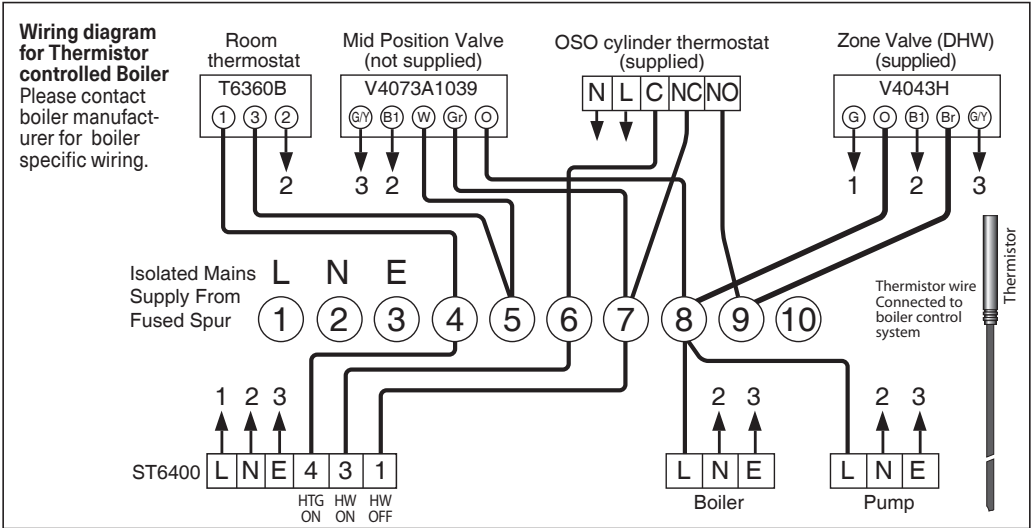 Wiring diagram
for Thermistor
controlled Boiler
Please contact
boiler manufact-
urer for boiler
specific wiring.
Room
thermostat
T6360B
1 3 2
2
Mid Position Valve
(not supplied)
V4073A1039
G/Y B1 W Gr O
3 2
OSO cylinder thermostat
(supplied)
N L C NC NO
Zone Valve (DHW)
(supplied)
V4043H
G O B1 Br G/Y
1 2 3
Isolated Mains
Supply From
Fused Spur
L N E
1 2 3 4 5 6 7 8 9 10
Thermistor wire
Connected to
boiler control
system
Thermistor
1 2 3
ST6400 L N E 4 3 1
HTG
ON
HW
ON
HW
OFF
2 3
L N E
Boiler
2 3
L N E
Pump